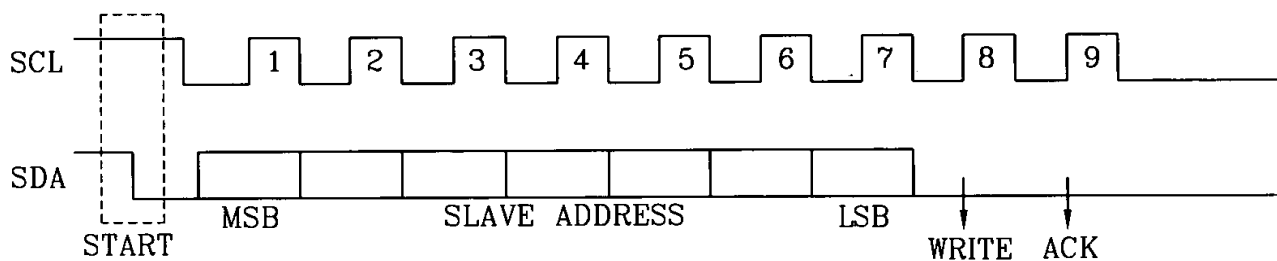 SCL 1 2 3 4 5 6 7 8 9
SDA
MSB SLAVE ADDRESS LSB
START WRITE ACK